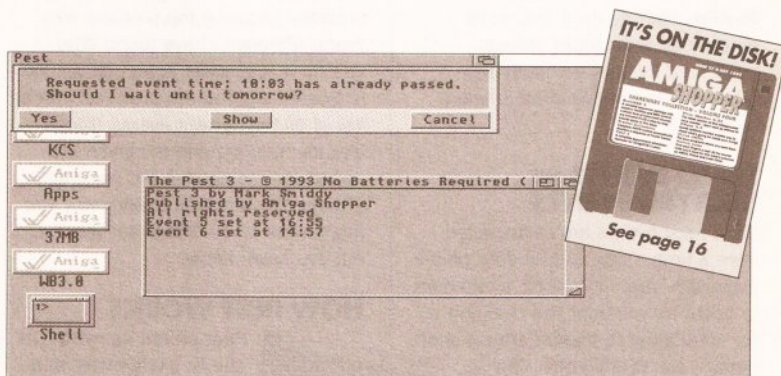 Pest
Requested event time: 10:03 has already passed.
Should I wait until tomorrow?
Yes
Show
Cancel
KCS
Amiga
Apps
Amiga
37MB
Amiga
WB3.0
1>
Shell
The Pest 3 - © 1993 No Batteries Required (
Pest 3 by Mark Smiddy
Published by Amiga Shopper
All rights reserved
Event 5 set at 16:55
Event 6 set at 14:57
IT'S ON THE DISK!
AMIGA
SHOPPER
See page 16